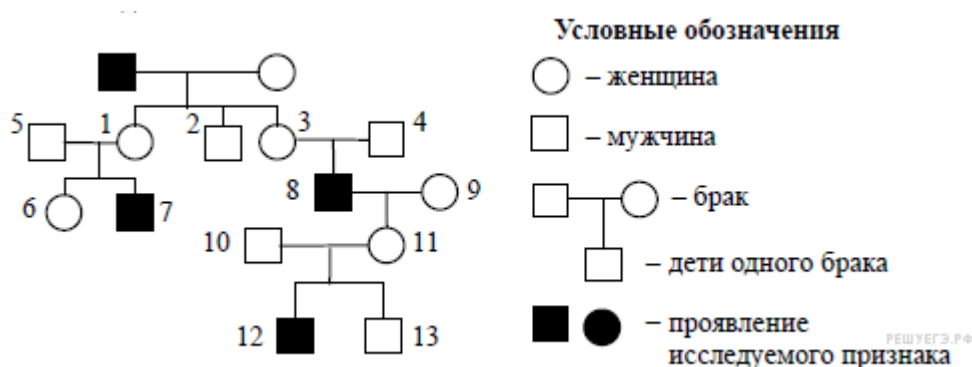 Условные обозначения
– женщина
– мужчина
– брак
– дети одного брака
– проявление
исследуемого признака
5
1
2
3
4
6
7
8
9
10
11
12
13
РЕШУЕГЭ.РФ